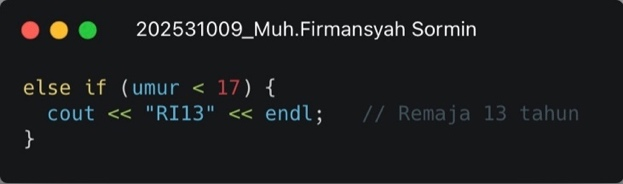 202531009_Muh.Firmansyah Sormin
else if (umur < 17) {
  cout << "RI13" << endl;   // Remaja 13 tahun
}